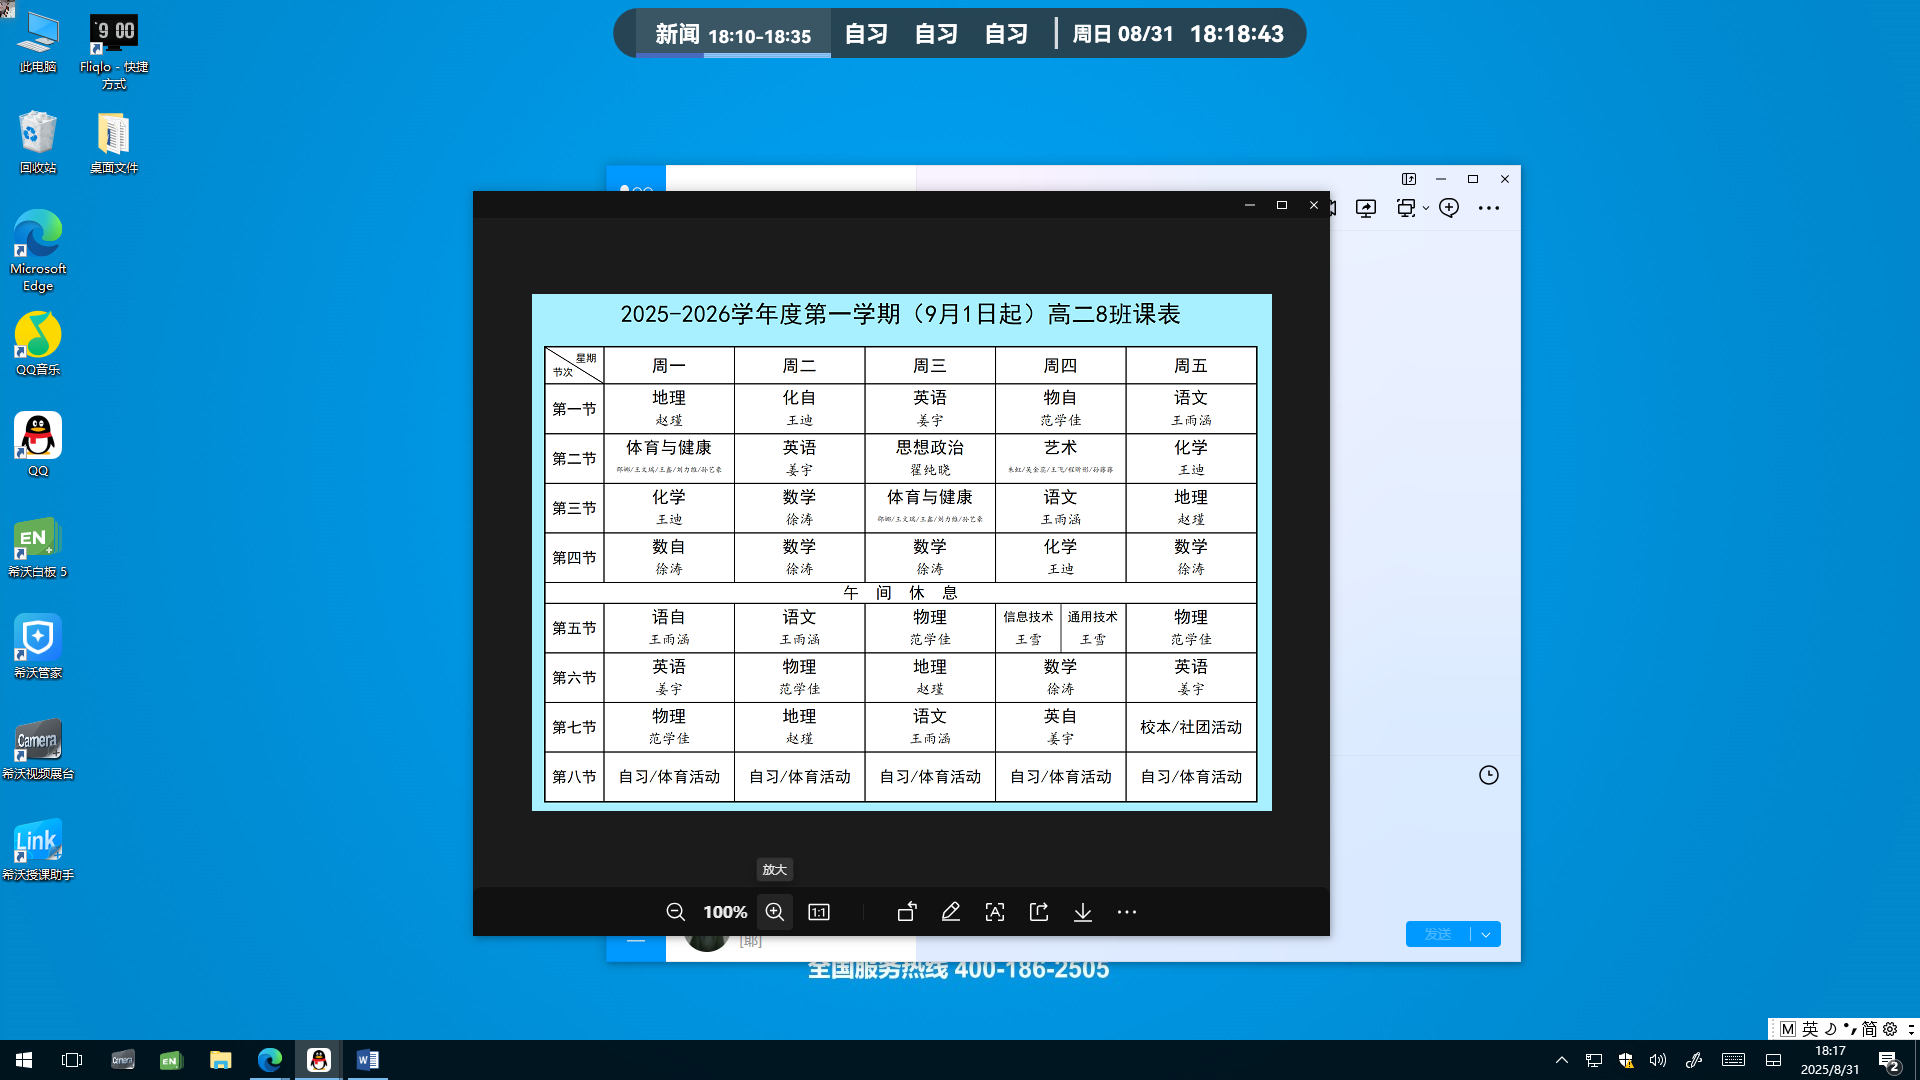 新闻 18:10-18:35 自习 自习 自习 周日 08/31 18:18:43
此电脑
Fliqlo - 快捷方式
回收站
桌面文件
Microsoft Edge
QQ音乐
QQ
希沃白板 5
希沃管家
希沃视频展台
希沃授课助手
2025-2026学年度第一学期（9月1日起）高二8班课表
星期
节次
周一 周二 周三 周四 周五
第一节
地理 化自 英语 物自 语文
赵瑾 王迪 姜宇 范学佳 王雨涵
第二节
体育与健康 英语 思想政治 艺术 化学
姜宇 翟纯晓 王迪
第三节
化学 数学 体育与健康 语文 地理
王迪 徐涛 王雨涵 赵瑾
第四节
数自 数学 数学 化学 数学
徐涛 徐涛 徐涛 王迪 徐涛
午 间 休 息
第五节
语自 语文 物理 信息技术 通用技术 物理
王雨涵 王雨涵 范学佳 王雪 王雪 范学佳
第六节
英语 物理 地理 数学 英语
姜宇 范学佳 赵瑾 徐涛 姜宇
第七节
物理 地理 语文 英自 校本/社团活动
范学佳 赵瑾 王雨涵 姜宇
第八节
自习/体育活动 自习/体育活动 自习/体育活动 自习/体育活动 自习/体育活动
放大
100%
1:1
[耶]
发送
全国服务热线 400-186-2505
M 英 简
18:17
2025/8/31
2